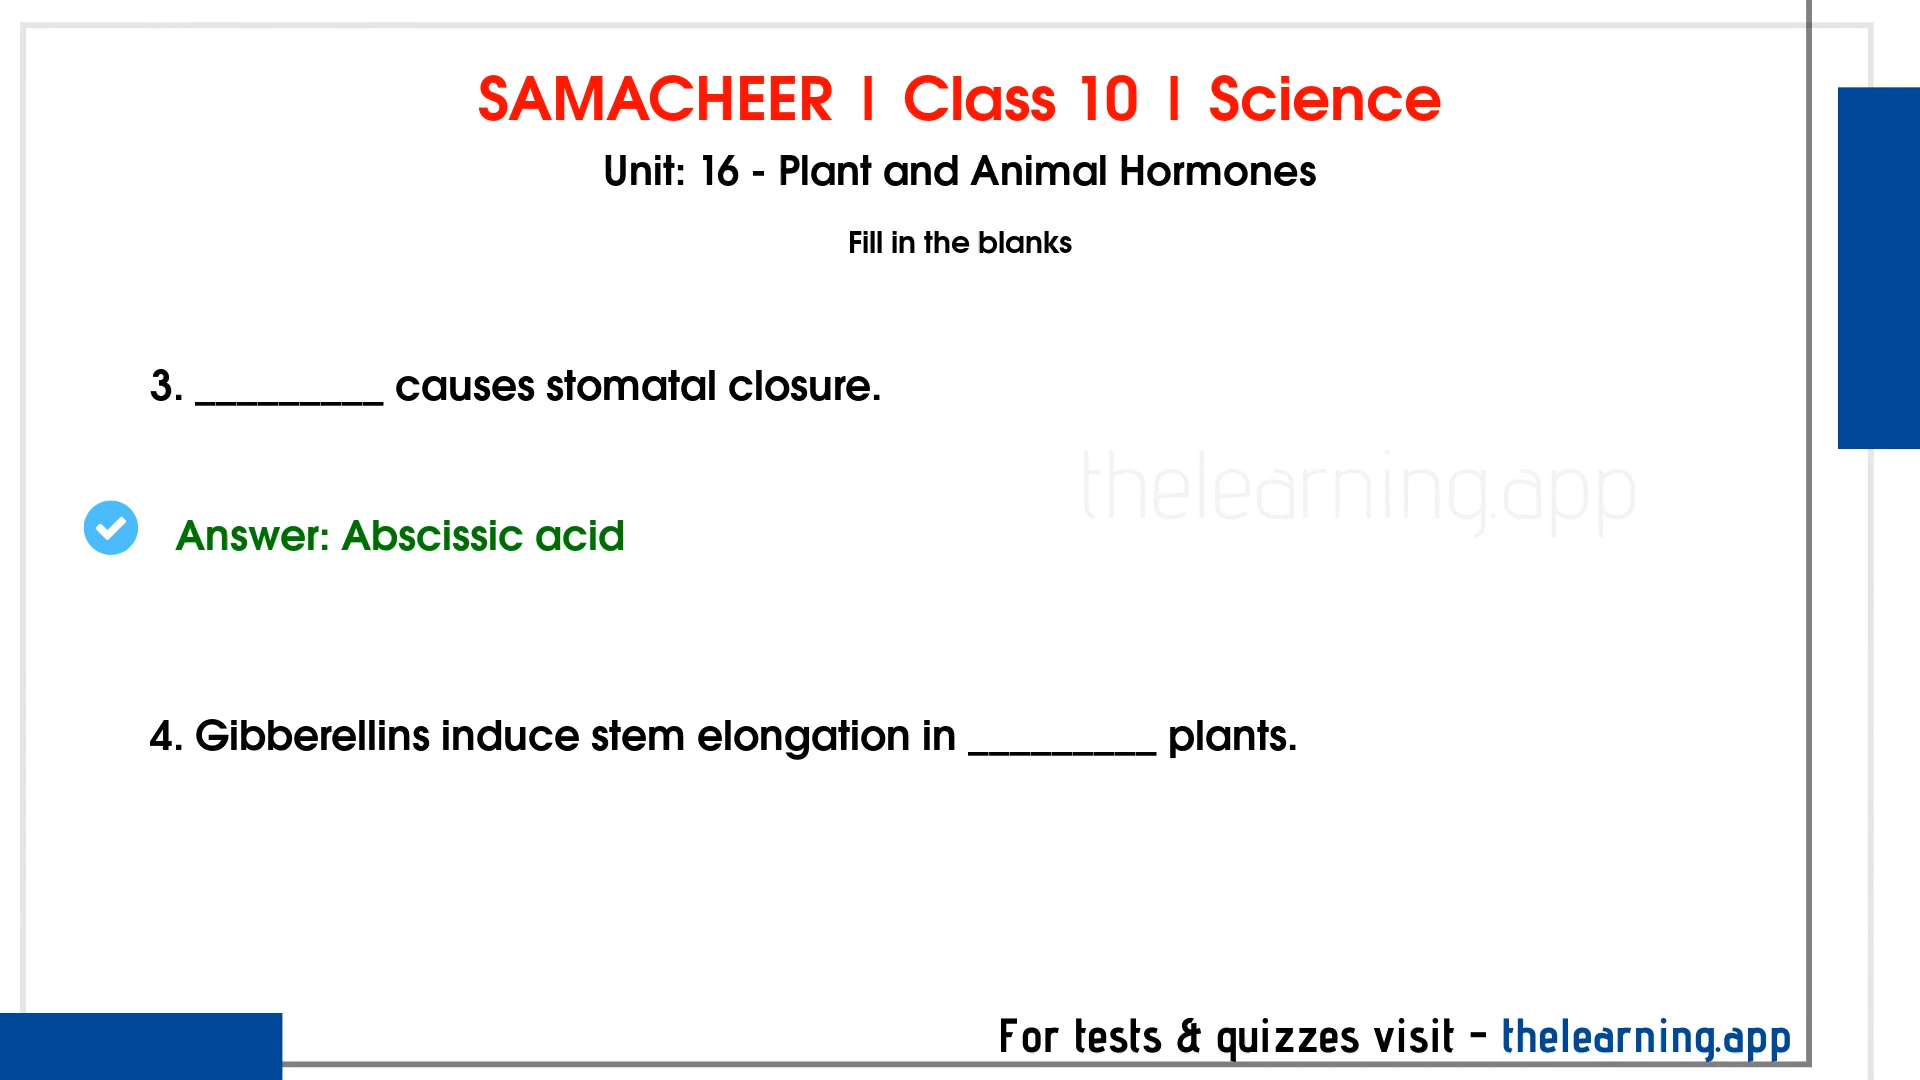 SAMACHEER | Class 10 | Science
Unit: 16 - Plant and Animal Hormones
Fill in the blanks
3. _________ causes stomatal closure.
thelearning.app
Answer: Abscissic acid
4. Gibberellins induce stem elongation in _________ plants.
For tests & quizzes visit - thelearning.app